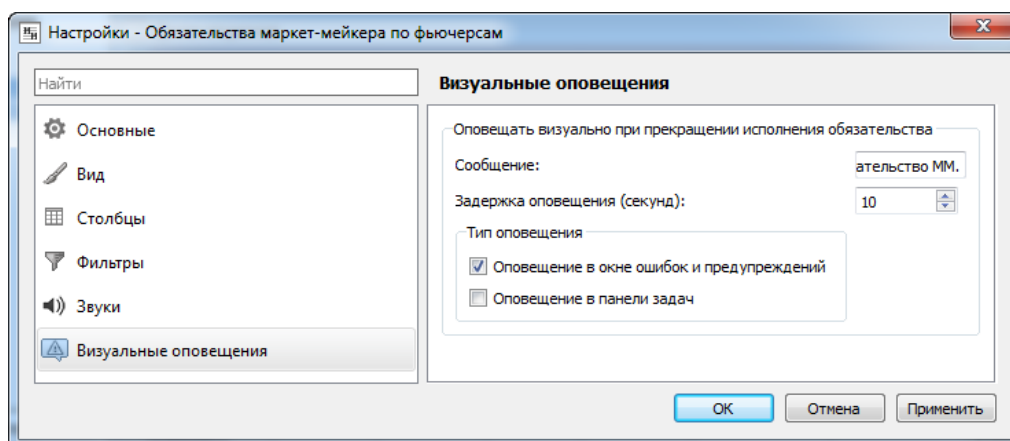 Настройки - Обязательства маркет-мейкера по фьючерсам
Найти
Основные
Вид
Столбцы
Фильтры
Звуки
Визуальные оповещения
Визуальные оповещения
Оповещать визуально при прекращении исполнения обязательства
Сообщение: ательство ММ.
Задержка оповещения (секунд): 10
Тип оповещения
Оповещение в окне ошибок и предупреждений
Оповещение в панели задач
ОК Отмена Применить